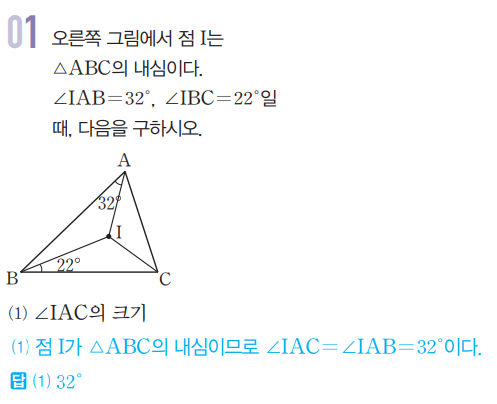 01 오른쪽 그림에서 점 I는
△ABC의 내심이다.
∠IAB=32°, ∠IBC=22°일
때, 다음을 구하시오.
A
32°
I
22°
B
C
(1) ∠IAC의 크기
(1) 점 I가 △ABC의 내심이므로 ∠IAC=∠IAB=32°이다.
답 (1) 32°